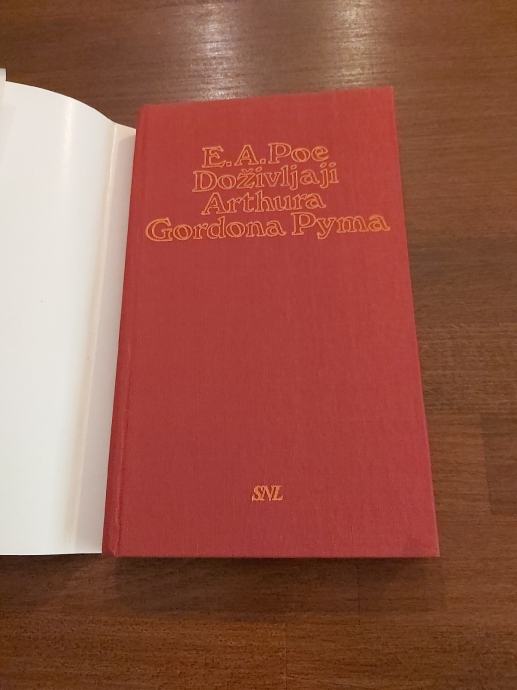 E.A.Poe
Doživljaji
Arthura
Gordona Pyma
SNL